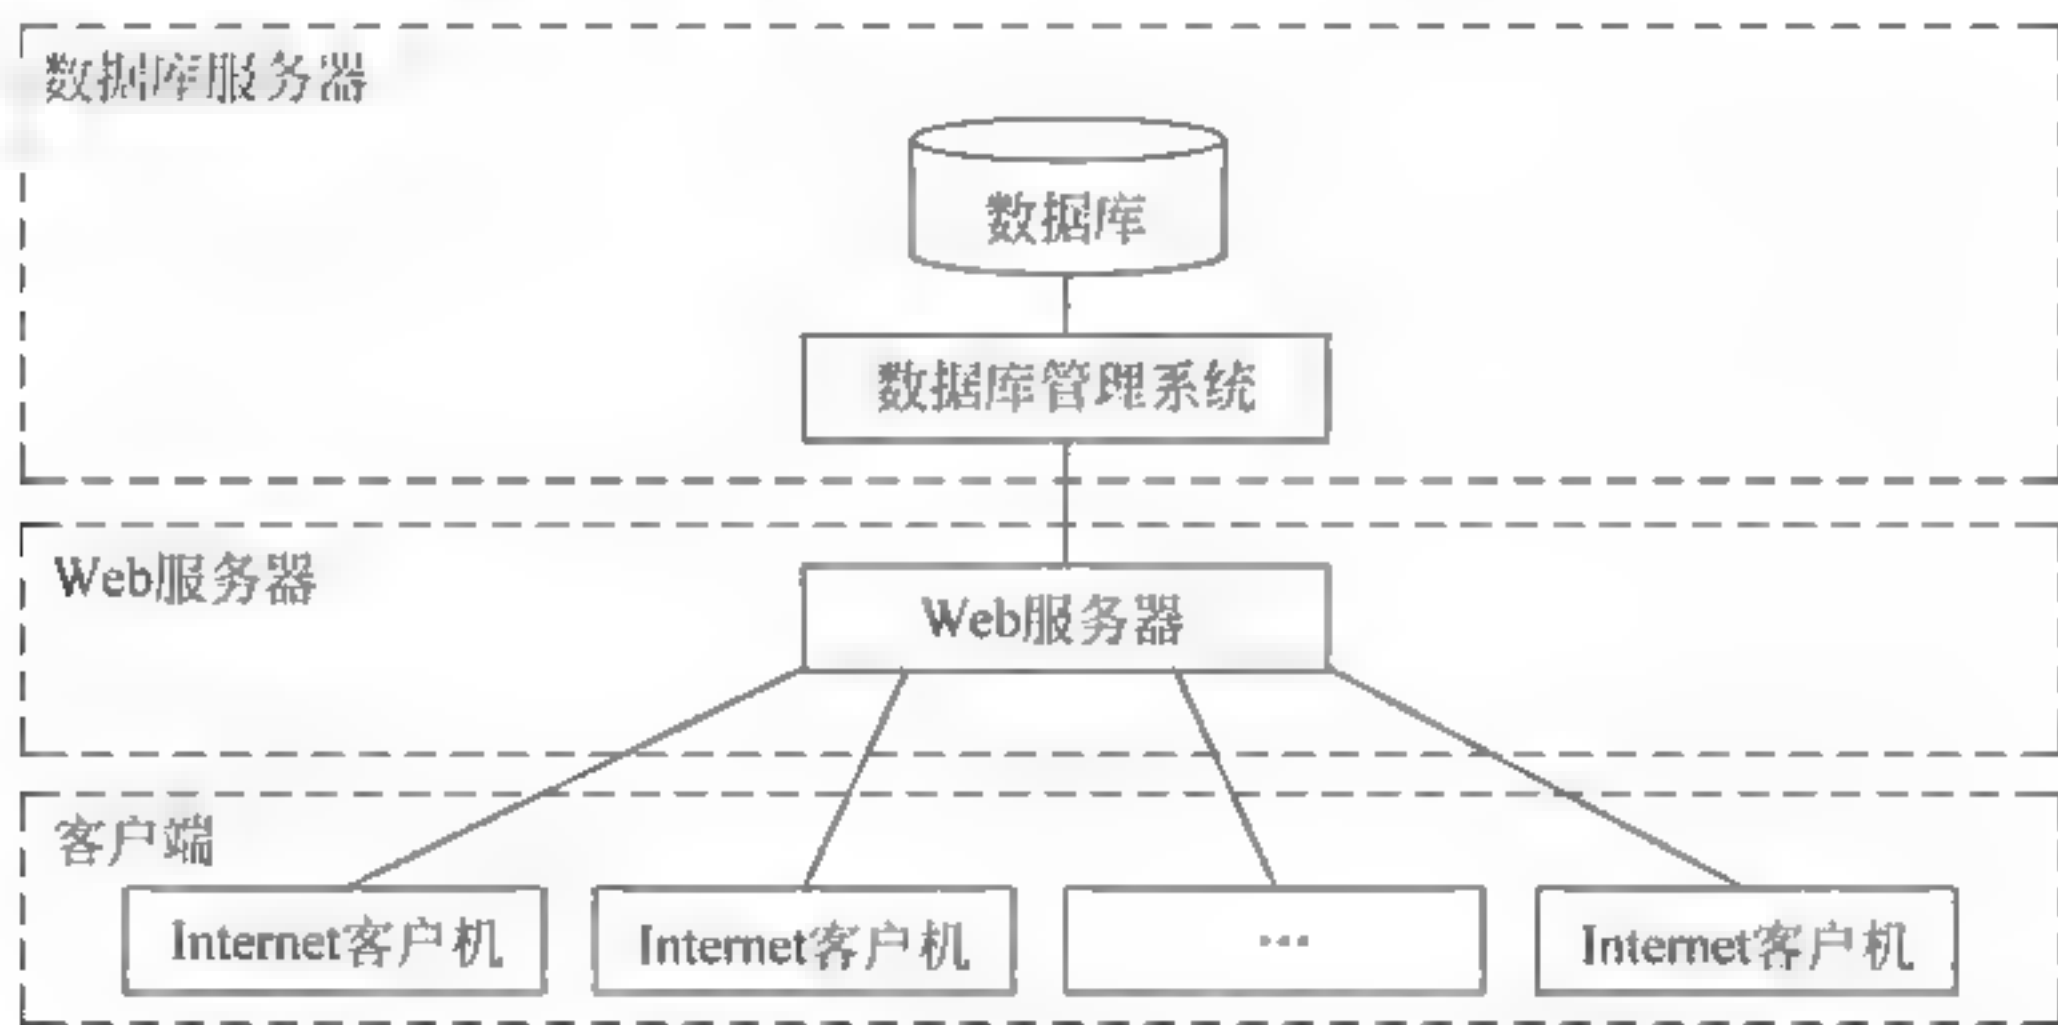 数据库服务器
数据库
数据库管理系统
Web服务器
Web服务器
客户端
Internet客户机
Internet客户机
...
Internet客户机